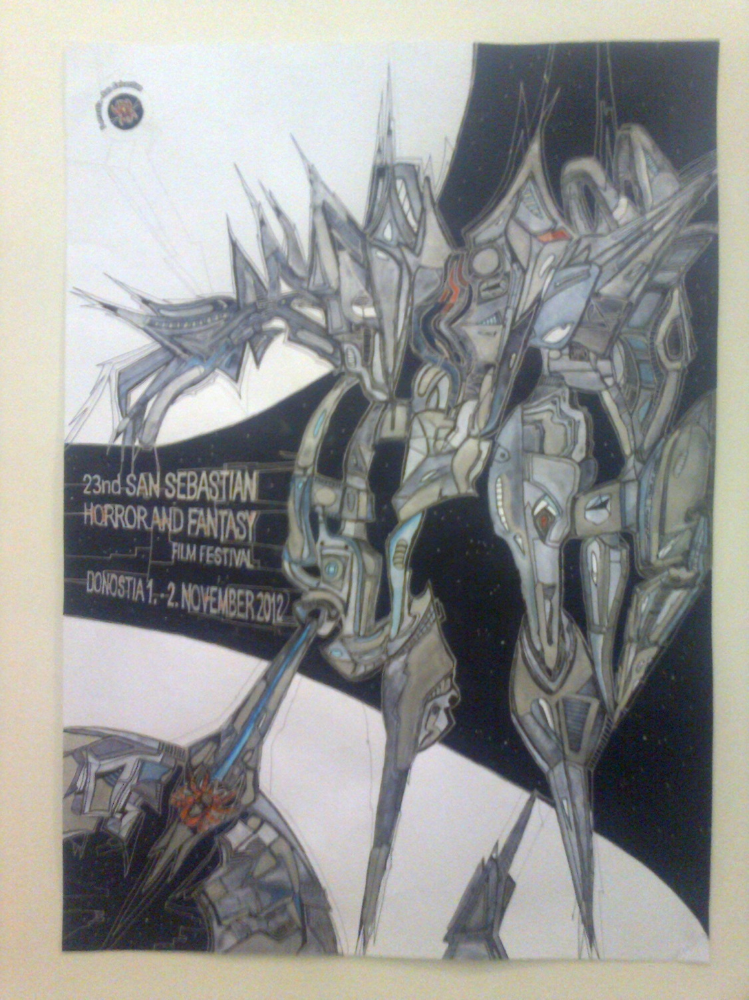 23nd SAN SEBASTIAN
HORROR AND FANTASY
FILM FESTIVAL
DONOSTIA 1.-2. NOVEMBER 2012